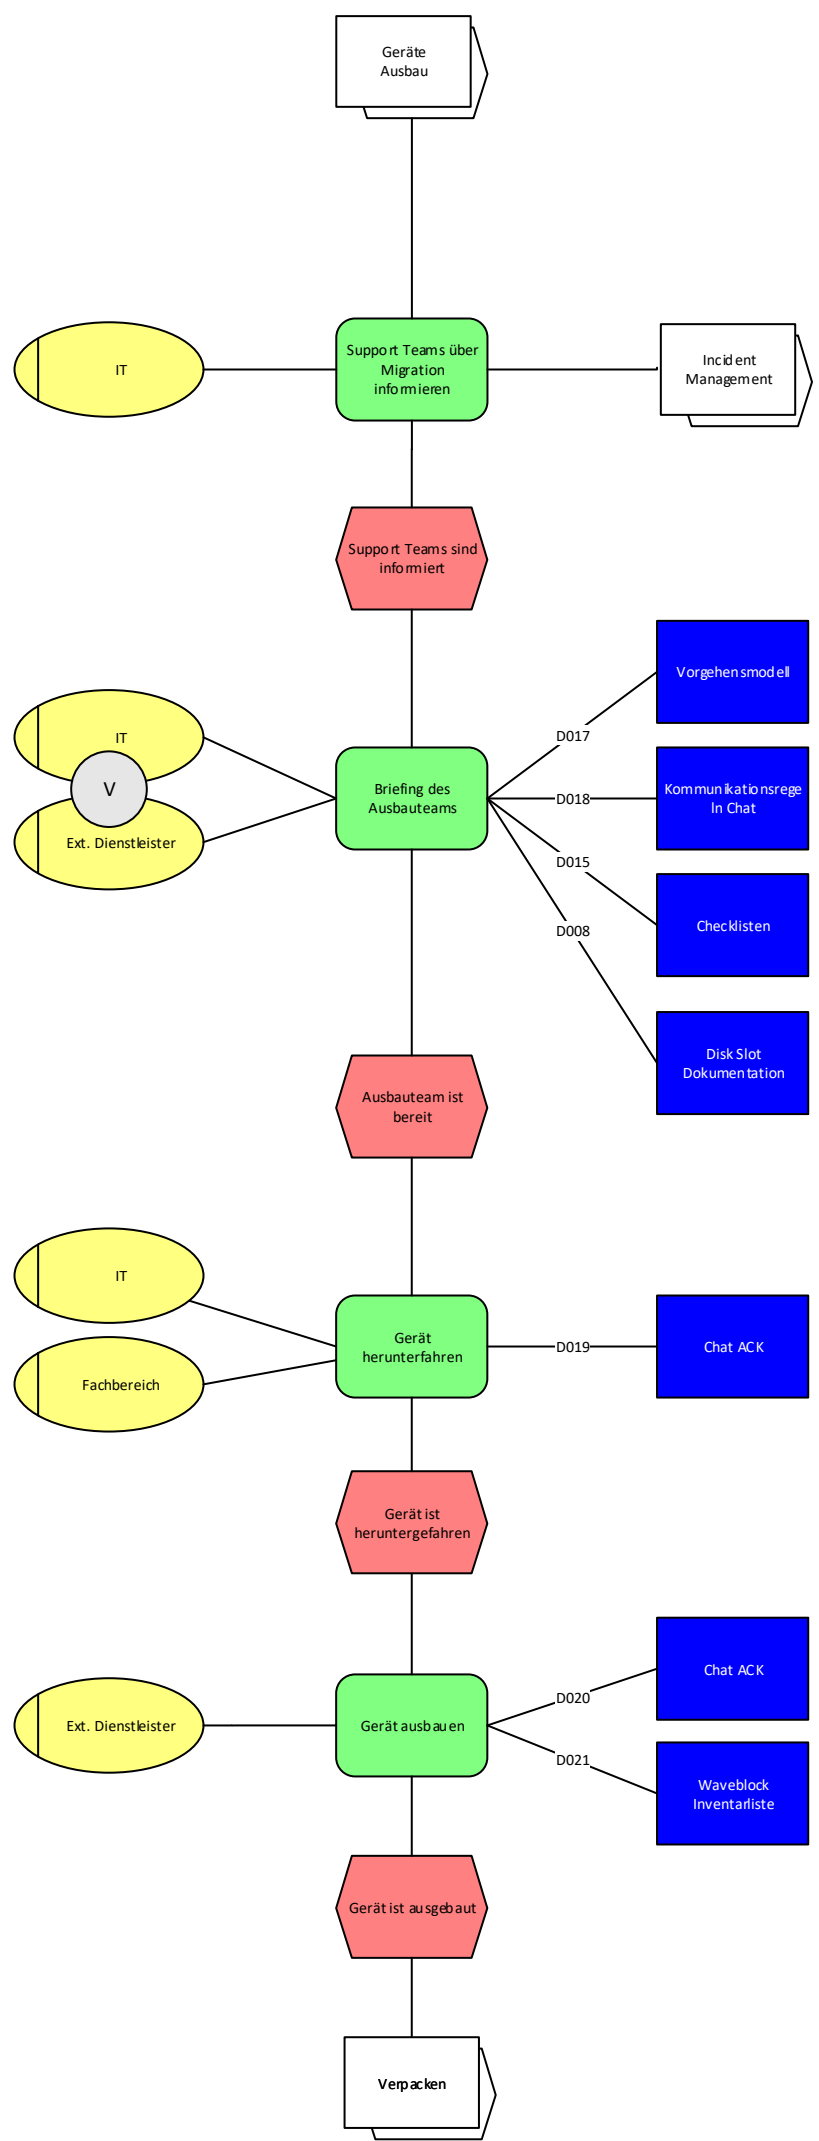 Geräte
Ausbau
IT
Support Teams über
Migration
informieren
Incident
Management
Support Teams sind
informiert
Vorgehensmodell
D017
IT
V
Ext. Dienstleister
Briefing des
Ausbauteams
D018
Kommunikationsrege
ln Chat
D015
Checklisten
D008
Disk Slot
Dokumentation
Ausbauteam ist
bereit
IT
Fachbereich
Gerät
herunterfahren
D019
Chat ACK
Gerät ist
heruntergefahren
Chat ACK
D020
Ext. Dienstleister
Gerät ausbauen
D021
Waveblock
Inventarliste
Gerät ist ausgebaut
Verpacken